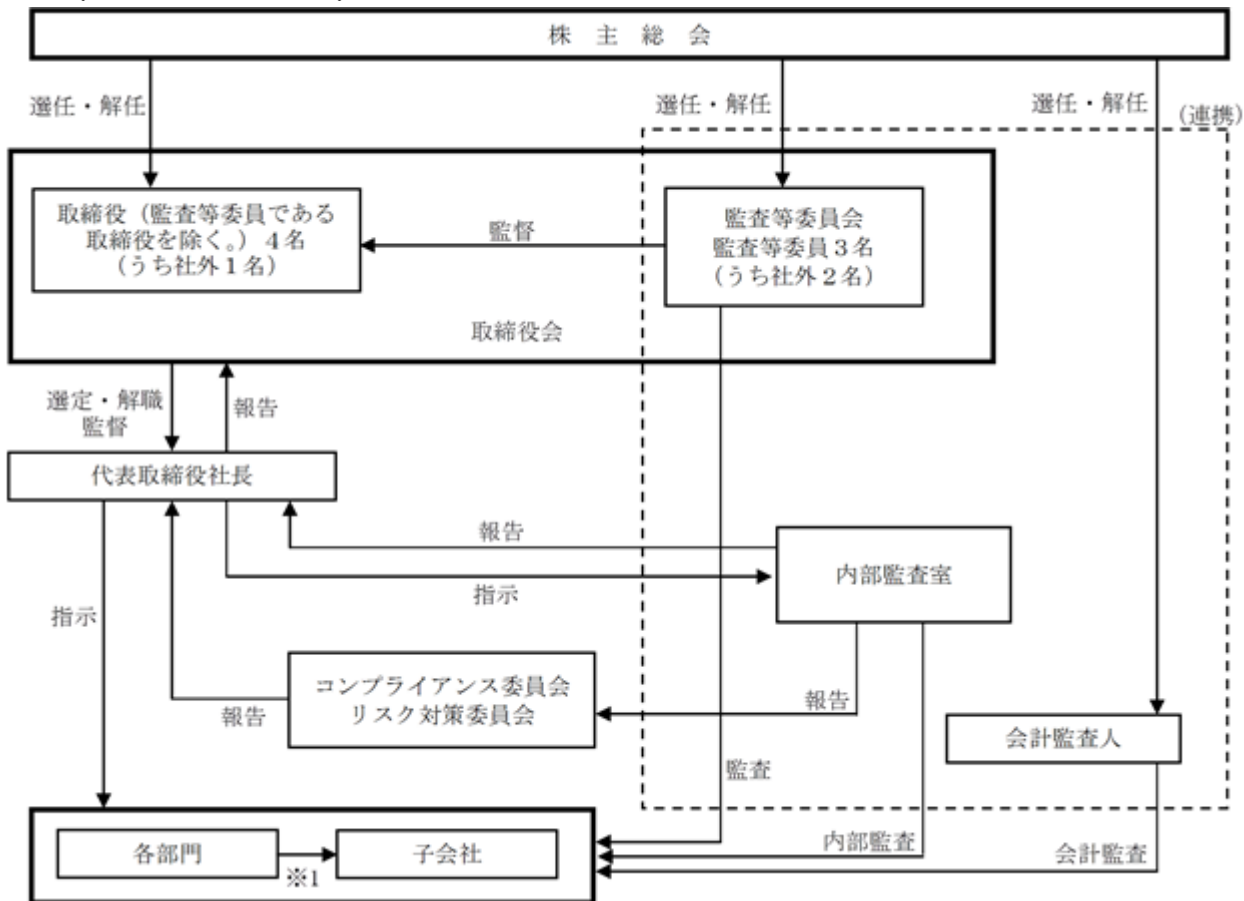 株 主 総 会
選任・解任
選任・解任
選任・解任
(連携)
取締役（監査等委員である
取締役を除く。）４名
（うち社外１名）
監督
監査等委員会
監査等委員３名
（うち社外２名）
取締役会
選定・解職
監督
報告
代表取締役社長
報告
指示
内部監査室
指示
コンプライアンス委員会
リスク対策委員会
報告
報告
会計監査人
監査
内部監査
会計監査
各部門
子会社
※1